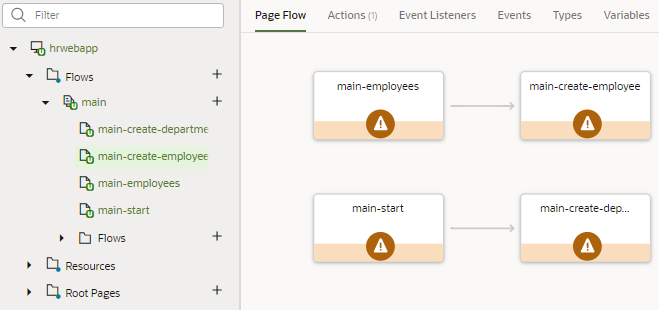 Filter
hrwebapp
Flows
main
main-create-departme
main-create-employee
main-employees
main-start
Flows
Resources
Root Pages
Page Flow Actions (1) Event Listeners Events Types Variables
main-employees main-create-employee
main-start main-create-dep...